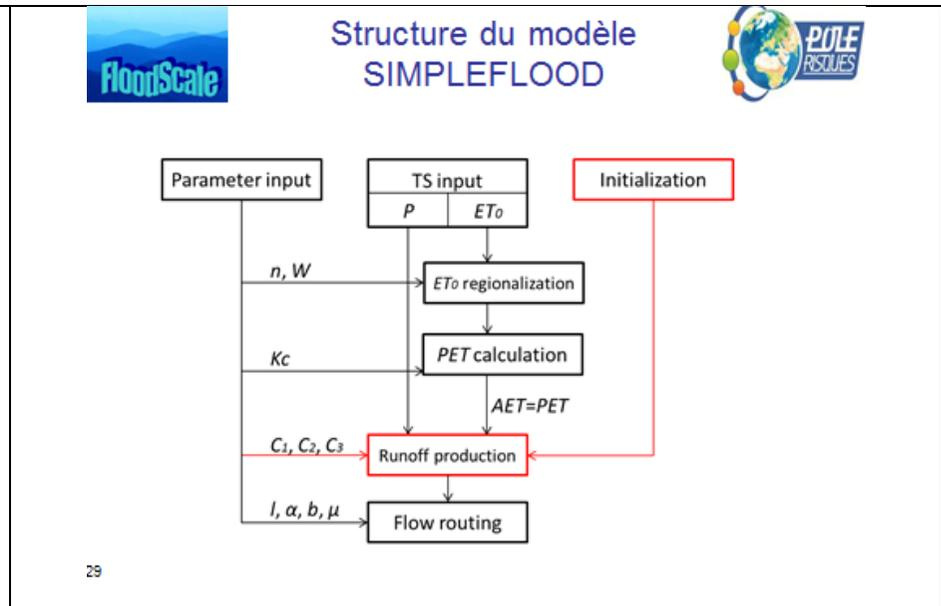 FloodScale
Structure du modèle
SIMPLEFLOOD
PÔLE
RISQUES
Parameter input
TS input
P
ET0
Initialization
n, W
ET0 regionalization
Kc
PET calculation
AET=PET
C1, C2, C3
Runoff production
l, α, b, μ
Flow routing
29